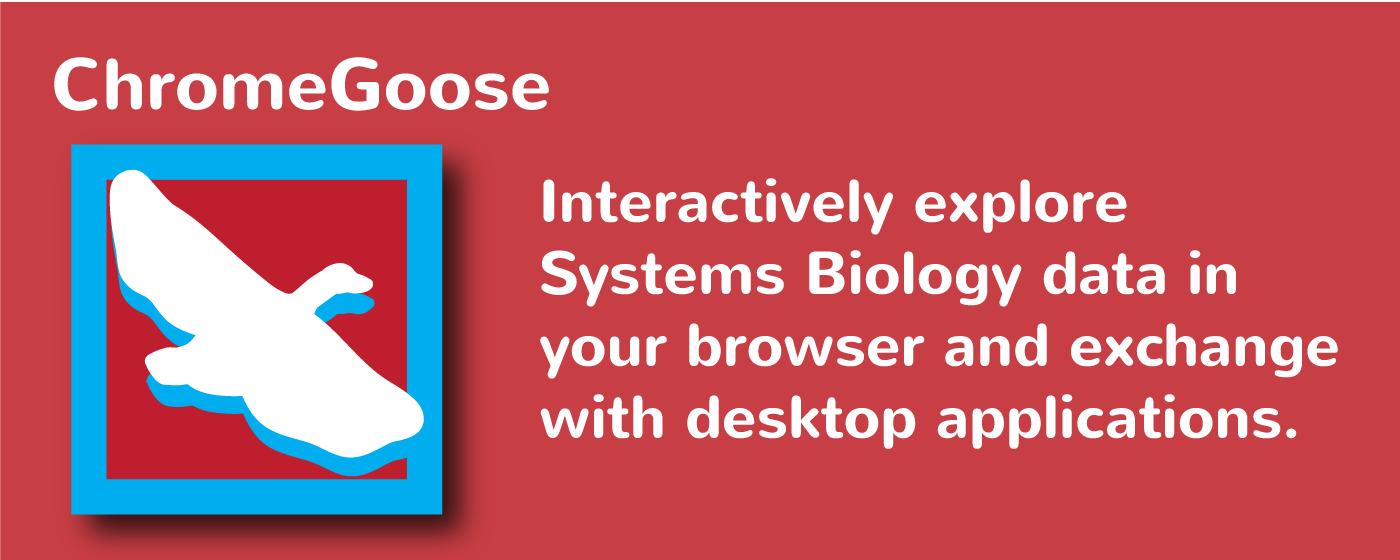 ChromeGoose
Interactively explore
Systems Biology data in
your browser and exchange
with desktop applications.